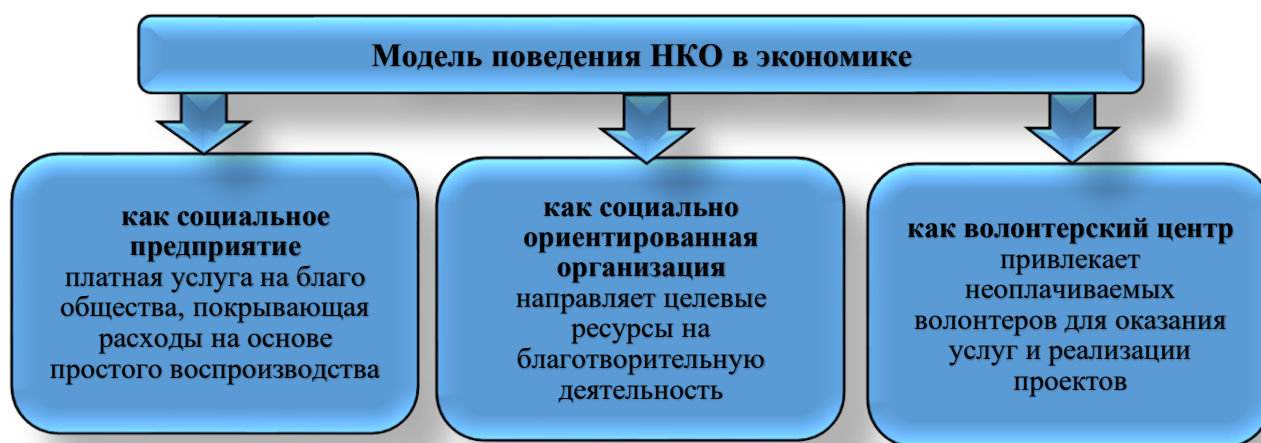 Модель поведения НКО в экономике
как социальное
предприятие
платная услуга на благо
общества, покрывающая
расходы на основе
простого воспроизводства
как социально
ориентированная
организация
направляет целевые
ресурсы на
благотворительную
деятельность
как волонтерский центр
привлекает
неоплачиваемых
волонтеров для оказания
услуг и реализации
проектов